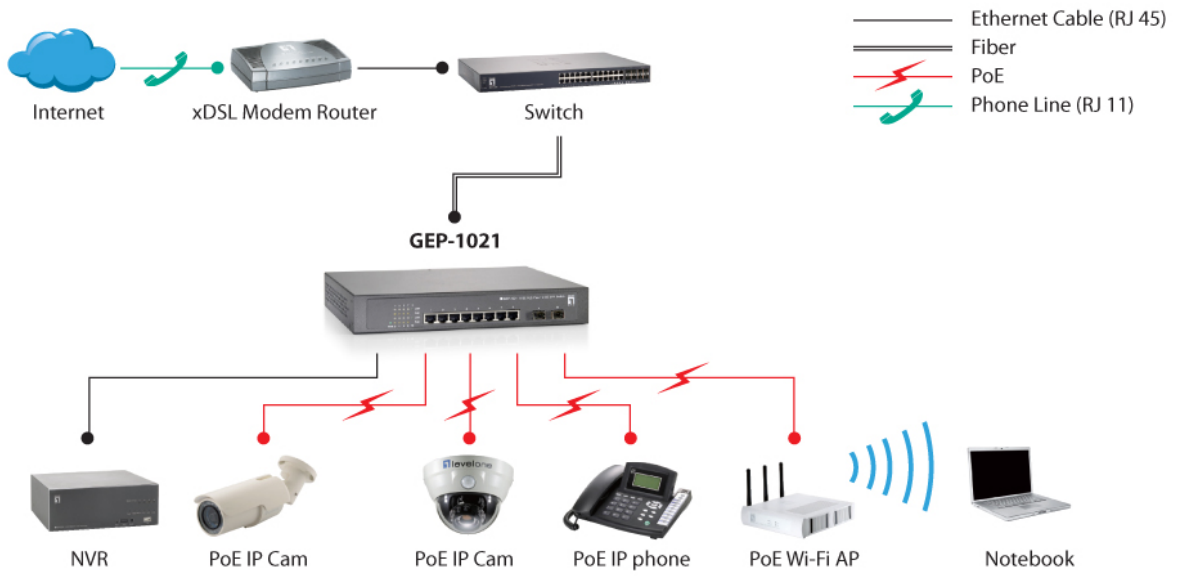 Ethernet Cable (RJ 45)
Fiber
PoE
Phone Line (RJ 11)
Internet
xDSL Modem Router
Switch
GEP-1021
levelone
NVR
PoE IP Cam
PoE IP Cam
PoE IP phone
PoE Wi-Fi AP
Notebook